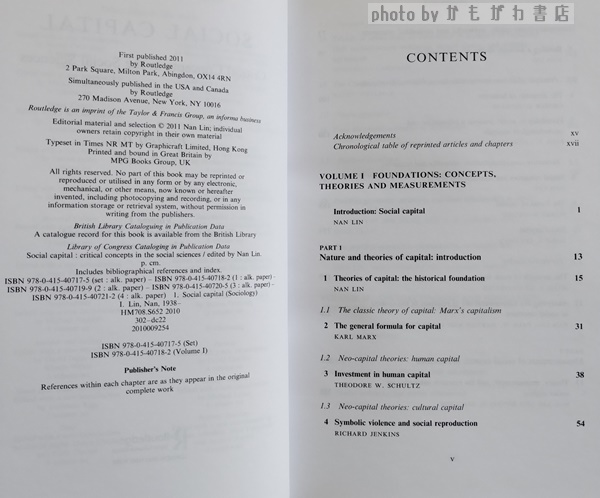 photo by かもがわ書店
First published 2011
by Routledge
2 Park Square, Milton Park, Abingdon, OX14 4RN
Simultaneously published in the USA and Canada
by Routledge
270 Madison Avenue, New York, NY 10016
Routledge is an imprint of the Taylor & Francis Group, an informa business
Editorial material and selection © 2011 Nan Lin; individual
owners retain copyright in their own material
Typeset in Times NR MT by Graphicraft Limited, Hong Kong
Printed and bound in Great Britain by
MPG Books Group, UK
All rights reserved. No part of this book may be reprinted or
reproduced or utilised in any form or by any electronic,
mechanical, or other means, now known or hereafter
invented, including photocopying and recording, or in any
information storage or retrieval system, without permission in
writing from the publishers.
British Library Cataloguing in Publication Data
A catalogue record for this book is available from the British Library
Library of Congress Cataloging in Publication Data
Social capital : critical concepts in the social sciences / edited by Nan Lin.
p. cm.
Includes bibliographical references and index.
ISBN 978-0-415-40717-5 (set : alk. paper) – ISBN 978-0-415-40718-2 (1 : alk. paper) -
ISBN 978-0-415-40719-9 (2 : alk. paper) – ISBN 978-0-415-40720-5 (3 : alk. paper) -
ISBN 978-0-415-40721-2 (4 : alk. paper) 1. Social capital (Sociology)
I. Lin, Nan, 1938–
HM708.S652 2010
302–dc22
2010009254
ISBN 978-0-415-40717-5 (Set)
ISBN 978-0-415-40718-2 (Volume I)
Publisher's Note
References within each chapter are as they appear in the original
complete work
CONTENTS
Acknowledgements xv
Chronological table of reprinted articles and chapters xvii
VOLUME I FOUNDATIONS: CONCEPTS,
THEORIES AND MEASUREMENTS
Introduction: Social capital 1
NAN LIN
PART 1
Nature and theories of capital: introduction 13
1 Theories of capital: the historical foundation 15
NAN LIN
1.1 The classic theory of capital: Marx's capitalism
2 The general formula for capital 31
KARL MARX
1.2 Neo-capital theories: human capital
3 Investment in human capital 38
THEODORE W. SCHULTZ
1.3 Neo-capital theories: cultural capital
4 Symbolic violence and social reproduction 54
RICHARD JENKINS
v